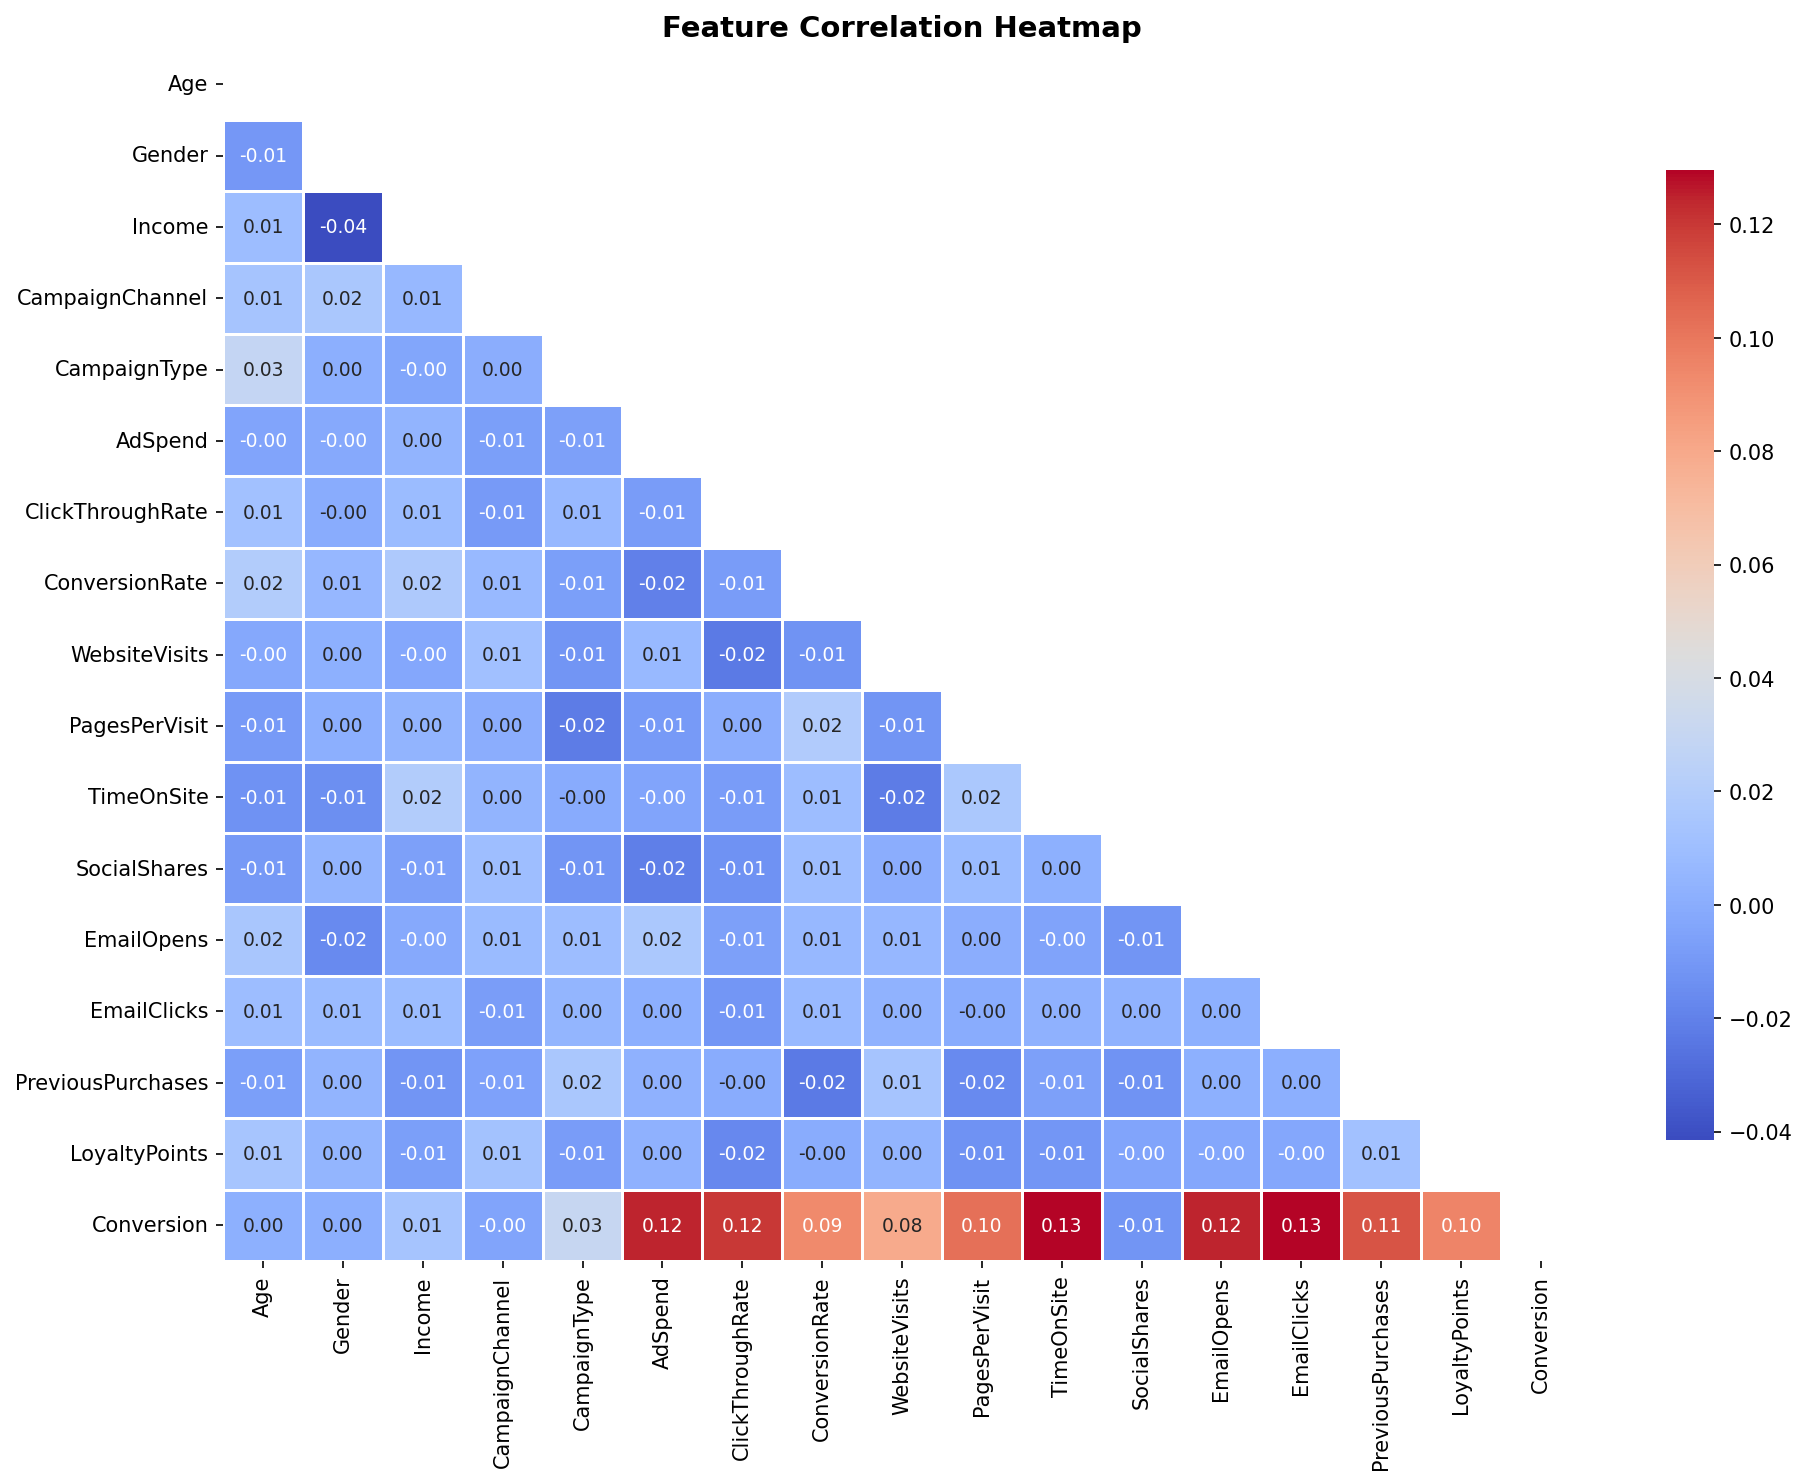 Feature Correlation Heatmap
Age
Gender -0.01
Income 0.01 -0.04
CampaignChannel 0.01 0.02 0.01
CampaignType 0.03 0.00 -0.00 0.00
AdSpend -0.00 -0.00 0.00 -0.01 -0.01
ClickThroughRate 0.01 -0.00 0.01 -0.01 0.01 -0.01
ConversionRate 0.02 0.01 0.02 0.01 -0.01 -0.02 -0.01
WebsiteVisits -0.00 0.00 -0.00 0.01 -0.01 0.01 -0.02 -0.01
PagesPerVisit -0.01 0.00 0.00 0.00 -0.02 -0.01 0.00 0.02 -0.01
TimeOnSite -0.01 -0.01 0.02 0.00 -0.00 -0.00 -0.01 0.01 -0.02 0.02
SocialShares -0.01 0.00 -0.01 0.01 -0.01 -0.02 -0.01 0.01 0.00 0.01 0.00
EmailOpens 0.02 -0.02 -0.00 0.01 0.01 0.02 -0.01 0.01 0.01 0.00 -0.00 -0.01
EmailClicks 0.01 0.01 0.01 -0.01 0.00 0.00 -0.01 0.01 0.00 -0.00 0.00 0.00 0.00
PreviousPurchases -0.01 0.00 -0.01 -0.01 0.02 0.00 -0.00 -0.02 0.01 -0.02 -0.01 -0.01 0.00 0.00
LoyaltyPoints 0.01 0.00 -0.01 0.01 -0.01 0.00 -0.02 -0.00 0.00 -0.01 -0.01 -0.00 -0.00 -0.00 0.01
Conversion 0.00 0.00 0.01 -0.00 0.03 0.12 0.12 0.09 0.08 0.10 0.13 -0.01 0.12 0.13 0.11 0.10
Age
Gender
Income
CampaignChannel
CampaignType
AdSpend
ClickThroughRate
ConversionRate
WebsiteVisits
PagesPerVisit
TimeOnSite
SocialShares
EmailOpens
EmailClicks
PreviousPurchases
LoyaltyPoints
Conversion
0.12
0.10
0.08
0.06
0.04
0.02
0.00
−0.02
−0.04